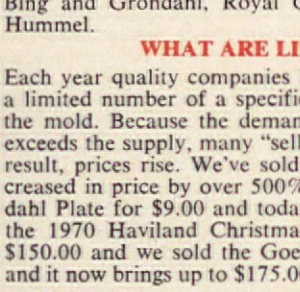 Bing and Grondahl, Royal
Hummel.
WHAT ARE LI
Each year quality companies
a limited number of a specifi
the mold. Because the deman
exceeds the supply, many “sell
result, prices rise. We've sold
creased in price by over 500%
dahl Plate for $9.00 and toda
the 1970 Haviland Christma
$150.00 and we sold the Goe
and it now brings up to $175.0